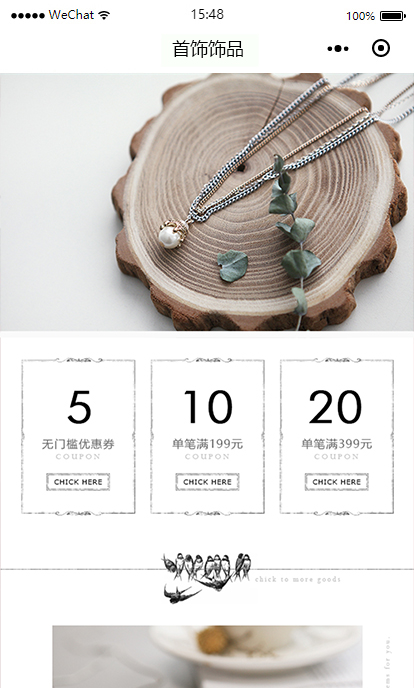 WeChat 15:48 100%
首饰饰品
5 10 20
无门槛优惠券 单笔满199元 单笔满399元
COUPON COUPON COUPON
CHICK HERE CHICK HERE CHICK HERE
chick to more goods
ems for you.